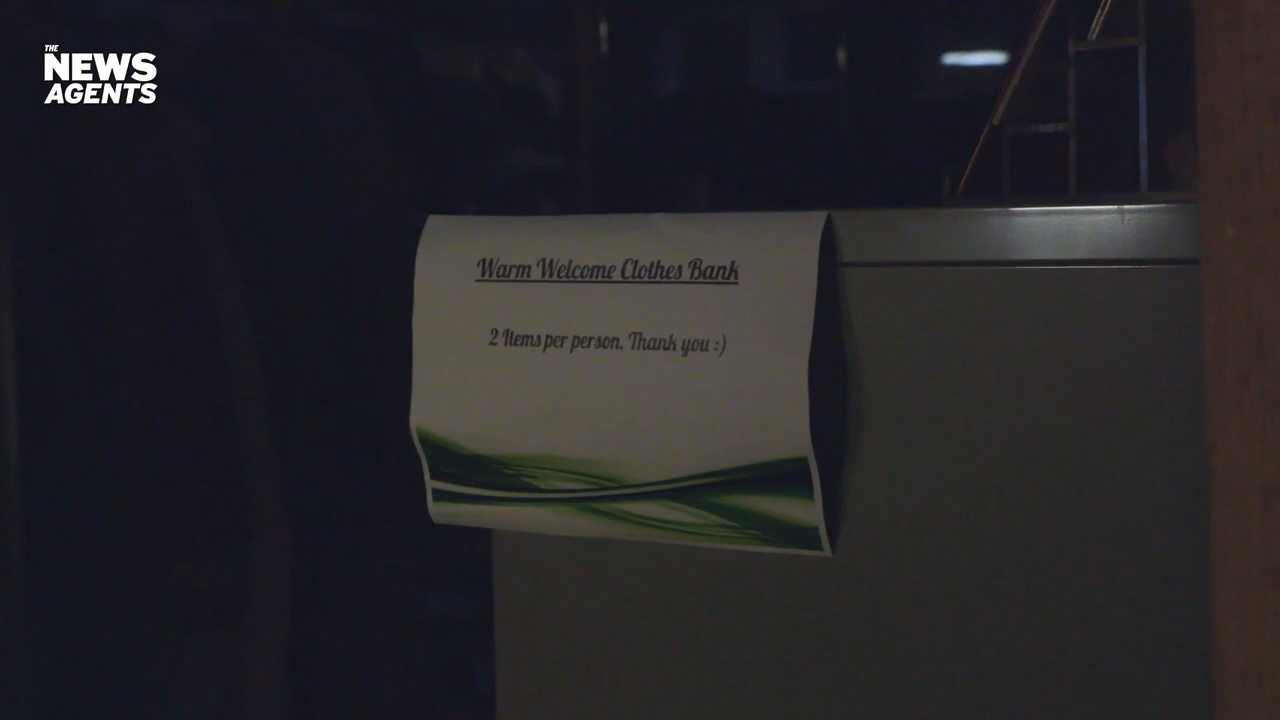 THE
NEWS
AGENTS
Warm Welcome Clothes Bank
2 Items per person, Thank you :)